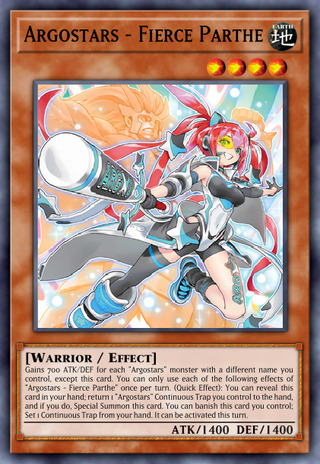 Argostars - Fierce Parthe
EARTH
地
[Warrior / Effect]
Gains 700 ATK/DEF for each "Argostars" monster with a different name you
control, except this card. You can only use each of the following effects of
"Argostars - Fierce Parthe" once per turn. (Quick Effect): You can reveal this
card in your hand; return 1 "Argostars" Continuous Trap you control to the hand,
and if you do, Special Summon this card. You can banish this card you control;
Set 1 Continuous Trap from your hand. It can be activated this turn.
ATK/1400 DEF/1400